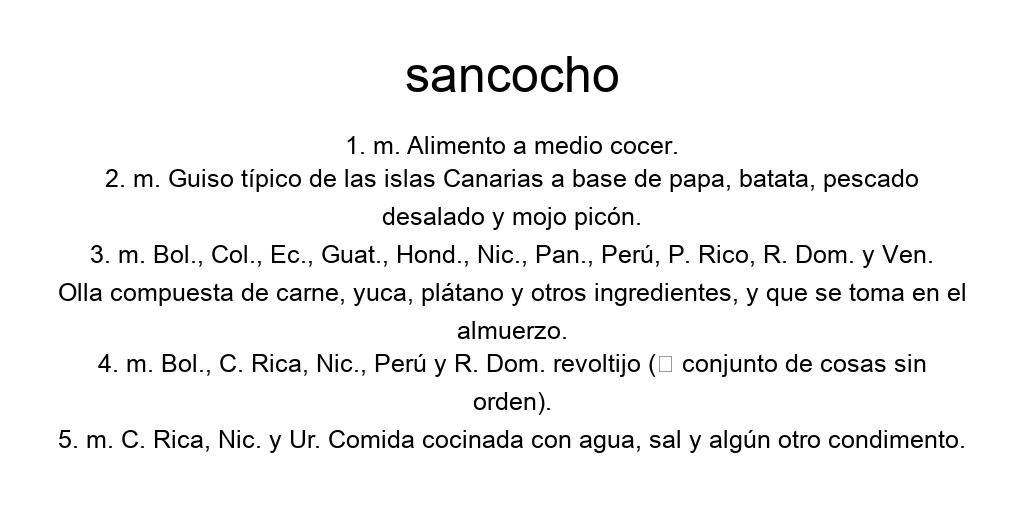 sancocho
1. m. Alimento a medio cocer.
2. m. Guiso típico de las islas Canarias a base de papa, batata, pescado
desalado y mojo picón.
3. m. Bol., Col., Ec., Guat., Hond., Nic., Pan., Perú, P. Rico, R. Dom. y Ven.
Olla compuesta de carne, yuca, plátano y otros ingredientes, y que se toma en el
almuerzo.
4. m. Bol., C. Rica, Nic., Perú y R. Dom. revoltijo (▯ conjunto de cosas sin
orden).
5. m. C. Rica, Nic. y Ur. Comida cocinada con agua, sal y algún otro condimento.